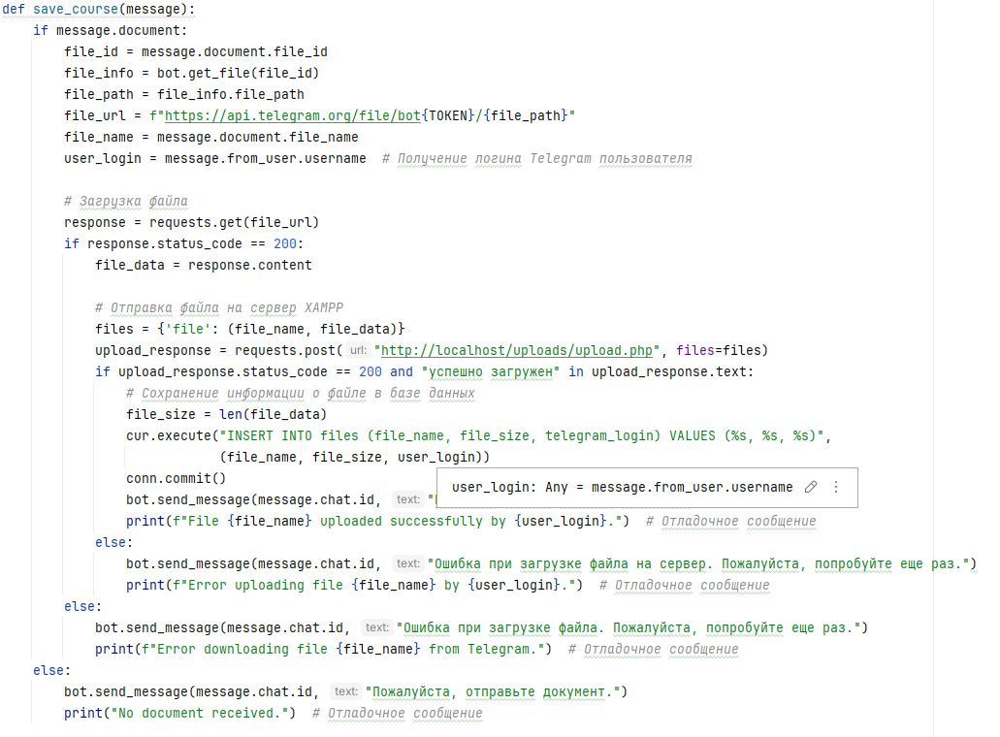 def save_course(message):
    if message.document:
        file_id = message.document.file_id
        file_info = bot.get_file(file_id)
        file_path = file_info.file_path
        file_url = f"https://api.telegram.org/file/bot{TOKEN}/{file_path}"
        file_name = message.document.file_name
        user_login = message.from_user.username  # Получение логина Telegram пользователя
        # Загрузка файла
        response = requests.get(file_url)
        if response.status_code == 200:
            file_data = response.content
            # Отправка файла на сервер XAMPP
            files = {'file': (file_name, file_data)}
            upload_response = requests.post( url: "http://localhost/uploads/upload.php", files=files)
            if upload_response.status_code == 200 and "успешно загружен" in upload_response.text:
                # Сохранение информации о файле в базе данных
                file_size = len(file_data)
                cur.execute("INSERT INTO files (file_name, file_size, telegram_login) VALUES (%s, %s, %s)",
                            (file_name, file_size, user_login))
                conn.commit()
user_login: Any = message.from_user.username
                bot.send_message(message.chat.id,  text: "
                print(f"File {file_name} uploaded successfully by {user_login}.")  # Отладочное сообщение
            else:
                bot.send_message(message.chat.id,  text: "Ошибка при загрузке файла на сервер. Пожалуйста, попробуйте еще раз.")
                print(f"Error uploading file {file_name} by {user_login}.")  # Отладочное сообщение
        else:
            bot.send_message(message.chat.id,  text: "Ошибка при загрузке файла. Пожалуйста, попробуйте еще раз.")
            print(f"Error downloading file {file_name} from Telegram.")  # Отладочное сообщение
    else:
        bot.send_message(message.chat.id,  text: "Пожалуйста, отправьте документ.")
        print("No document received.")  # Отладочное сообщение